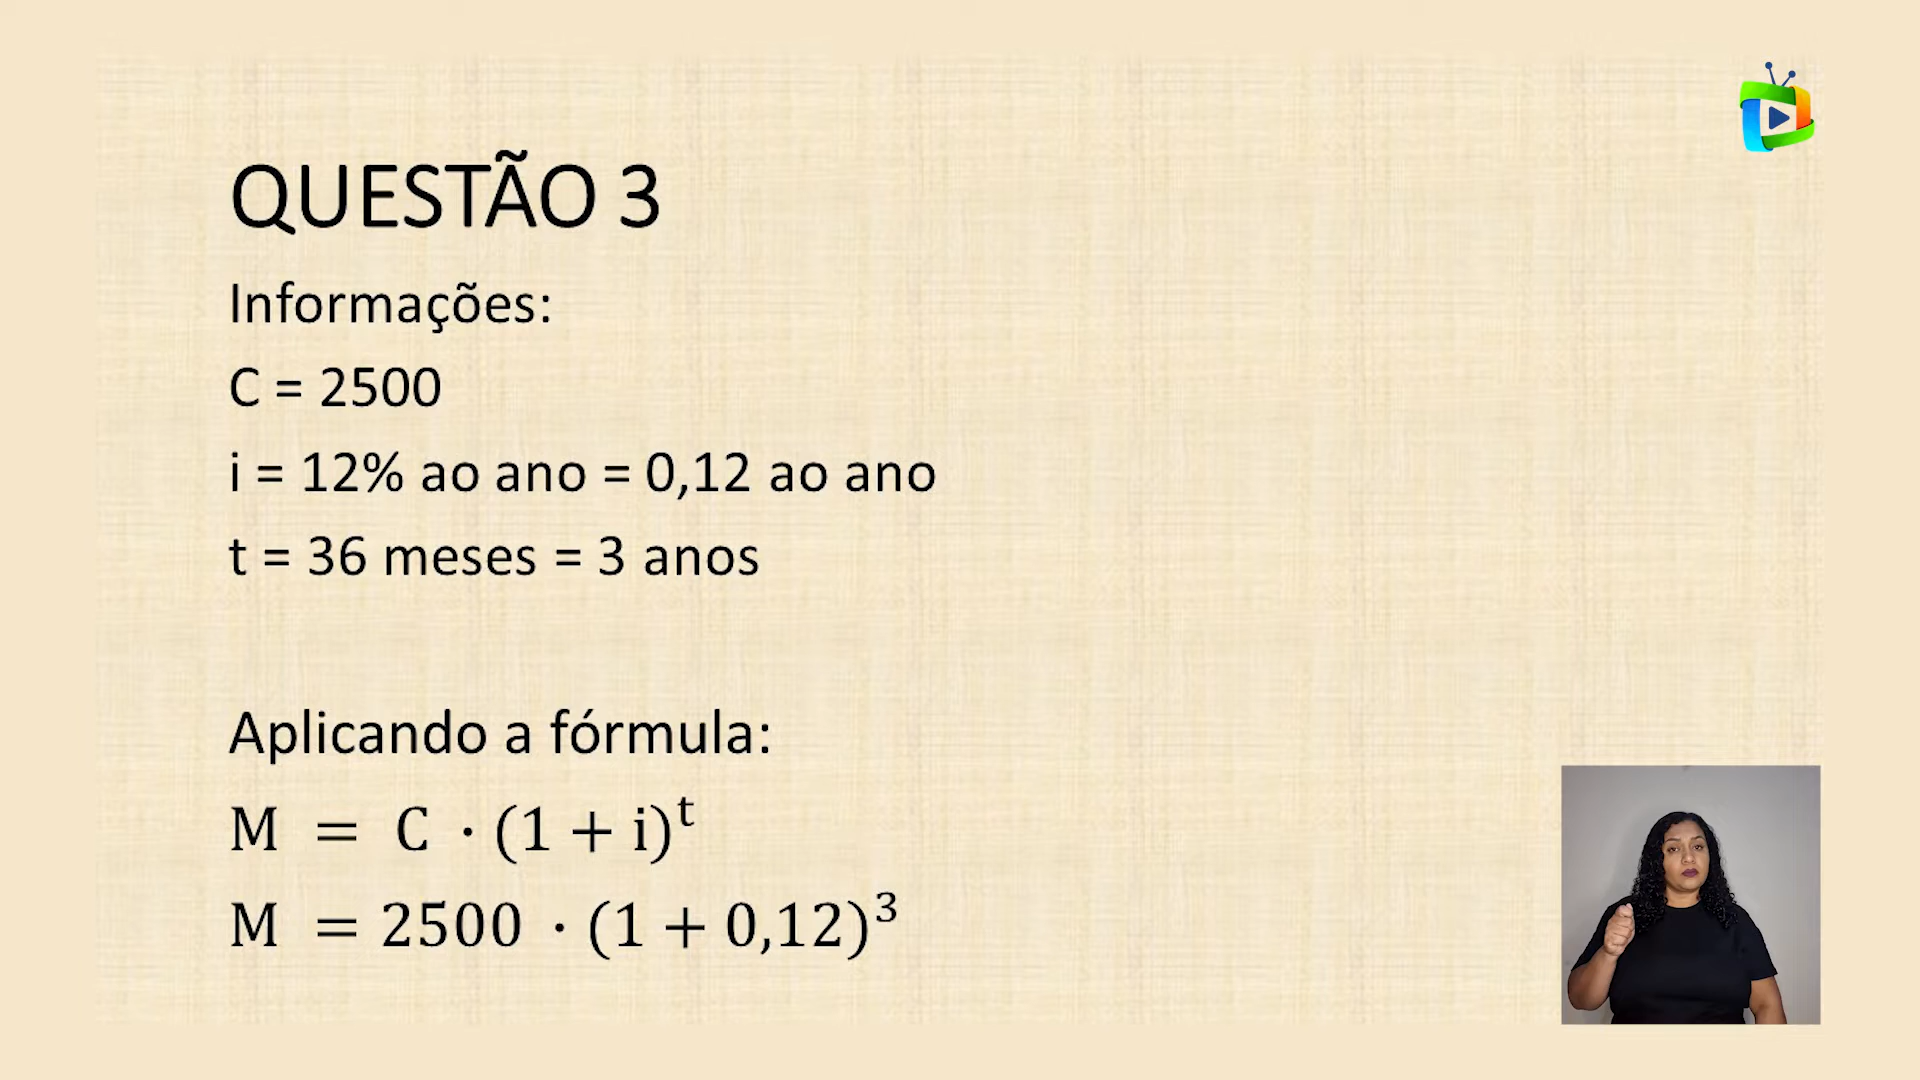 QUESTÃO 3
Informações:
C = 2500
i = 12% ao ano = 0,12 ao ano
t = 36 meses = 3 anos
Aplicando a fórmula:
M = C · (1 + i)ᵗ
M = 2500 · (1 + 0,12)³